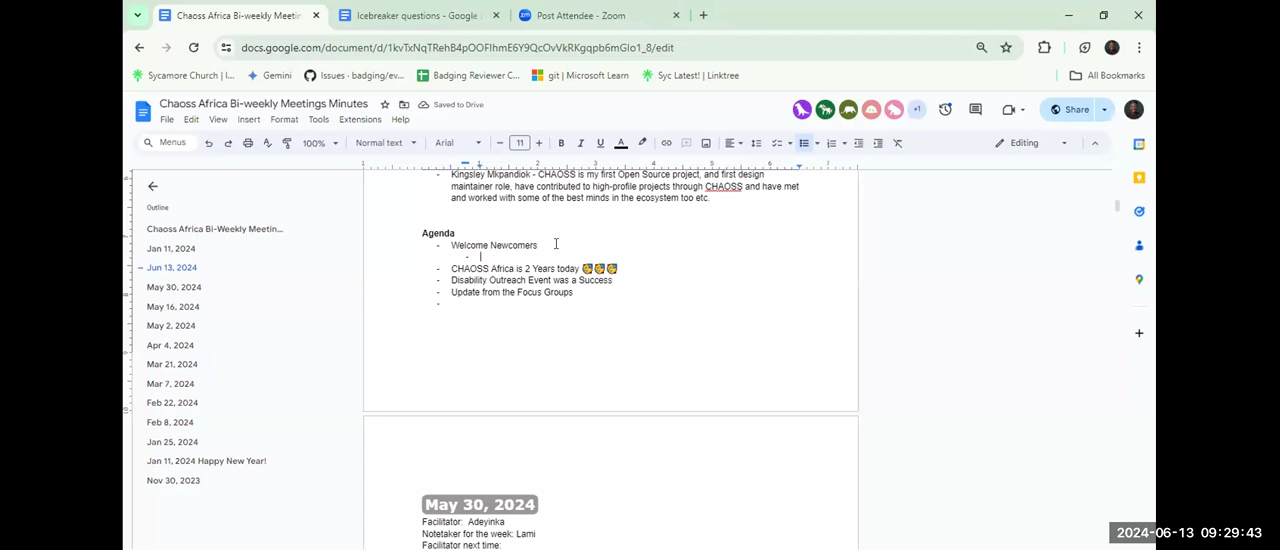 Chaoss Africa Bi-weekly Meetin
Icebreaker questions - Google
Post Attendee - Zoom
docs.google.com/document/d/1kvTxNqTRehB4pOOFlhmE6Y9QcOvVkRKgqpb6mGlo1_8/edit
Sycamore Church | I...
Gemini
Issues · badging/ev...
Badging Reviewer C...
git | Microsoft Learn
Syc Latest! | Linktree
All Bookmarks
Chaoss Africa Bi-weekly Meetings Minutes
Saved to Drive
+1
Share
File Edit View Insert Format Tools Extensions Help
Menus
100%
Normal text
Arial
11
Editing
Outline
Chaoss Africa Bi-Weekly Meetin...
Jan 11, 2024
Jun 13, 2024
May 30, 2024
May 16, 2024
May 2, 2024
Apr 4, 2024
Mar 21, 2024
Mar 7, 2024
Feb 22, 2024
Feb 8, 2024
Jan 25, 2024
Jan 11, 2024 Happy New Year!
Nov 30, 2023
- Kingsley Mkpandiok - CHAOSS is my first Open Source project, and first design
maintainer role, have contributed to high-profile projects through CHAOSS and have met
and worked with some of the best minds in the ecosystem too etc.
Agenda
- Welcome Newcomers
-
- CHAOSS Africa is 2 Years today 🥳🥳🥳
- Disability Outreach Event was a Success
- Update from the Focus Groups
-
May 30, 2024
Facilitator: Adeyinka
Notetaker for the week: Lami
Facilitator next time:
2024-06-13 09:29:43